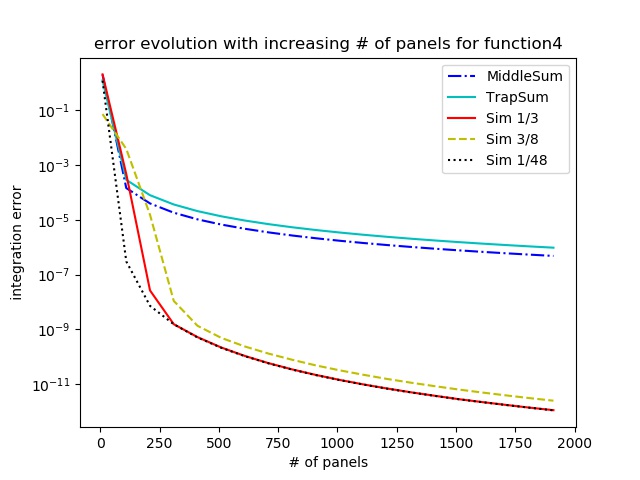 error evolution with increasing # of panels for function4
MiddleSum
TrapSum
Sim 1/3
Sim 3/8
Sim 1/48
integration error
10⁻¹
10⁻³
10⁻⁵
10⁻⁷
10⁻⁹
10⁻¹¹
0 250 500 750 1000 1250 1500 1750 2000
# of panels